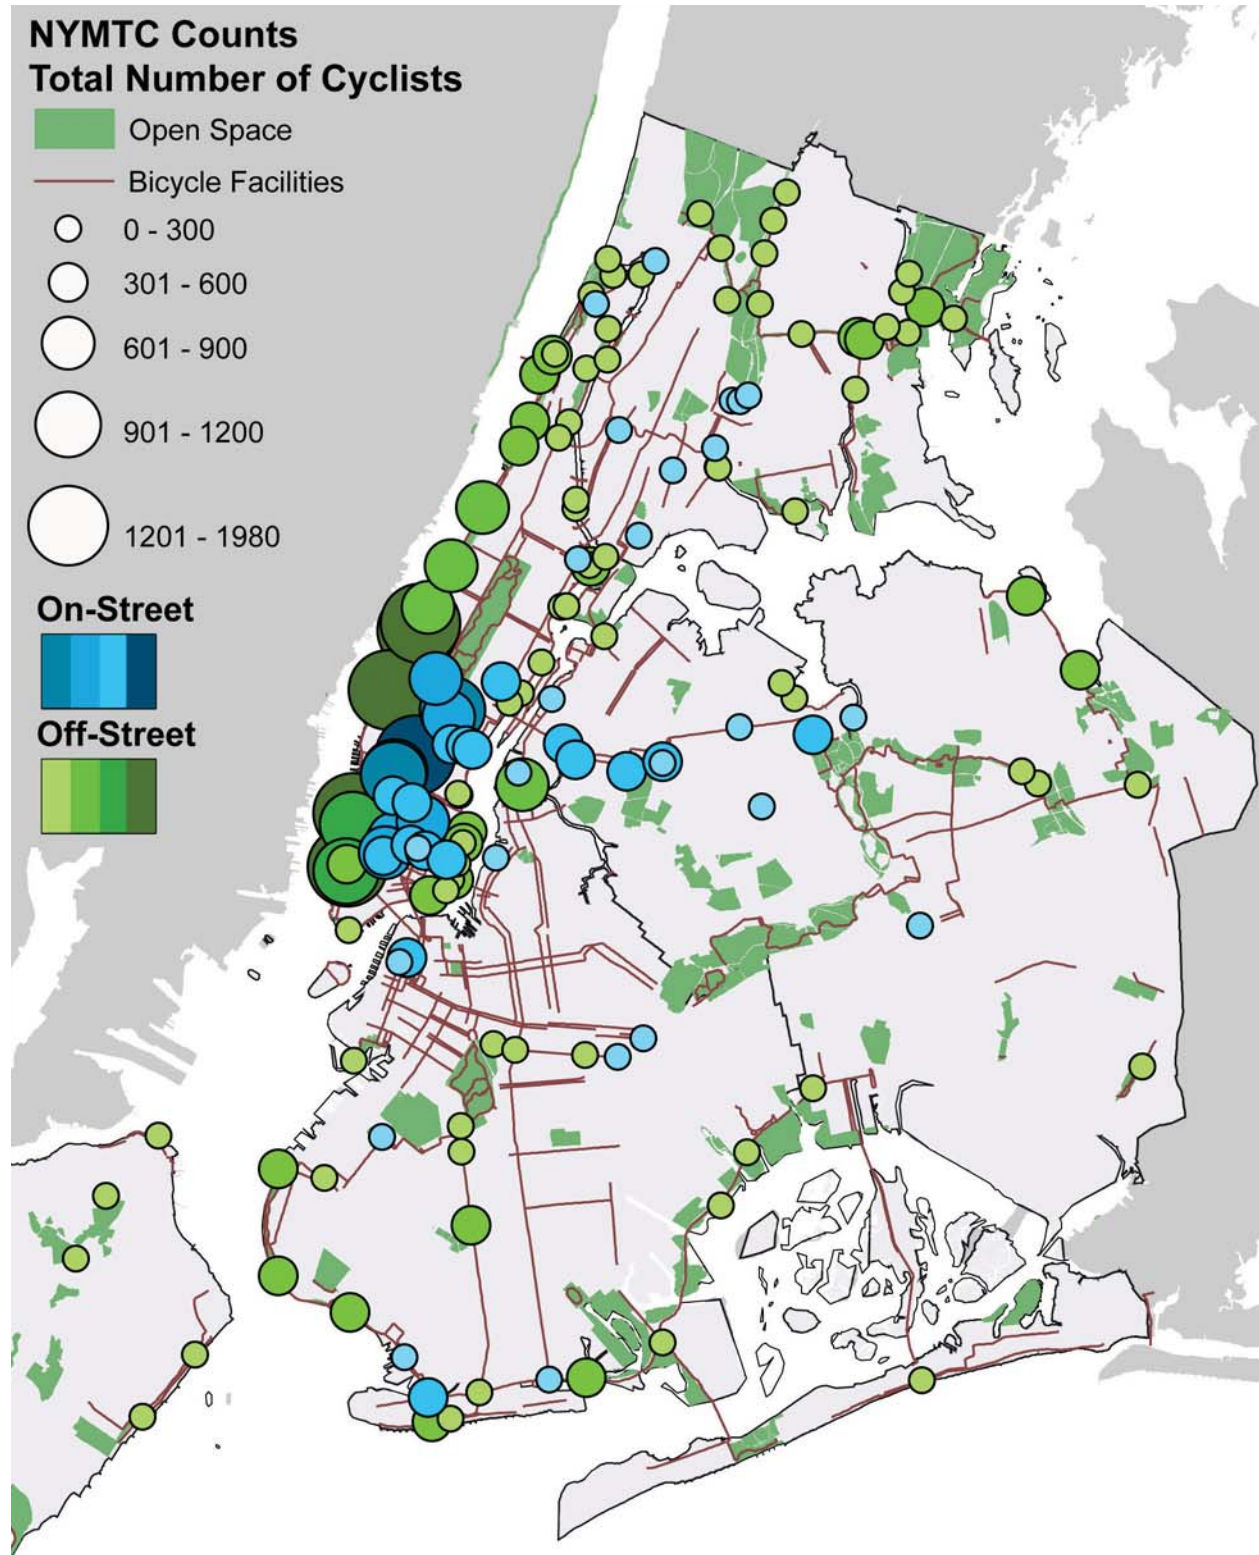 NYMTC Counts
Total Number of Cyclists
Open Space
Bicycle Facilities
0 - 300
301 - 600
601 - 900
901 - 1200
1201 - 1980
On-Street
Off-Street